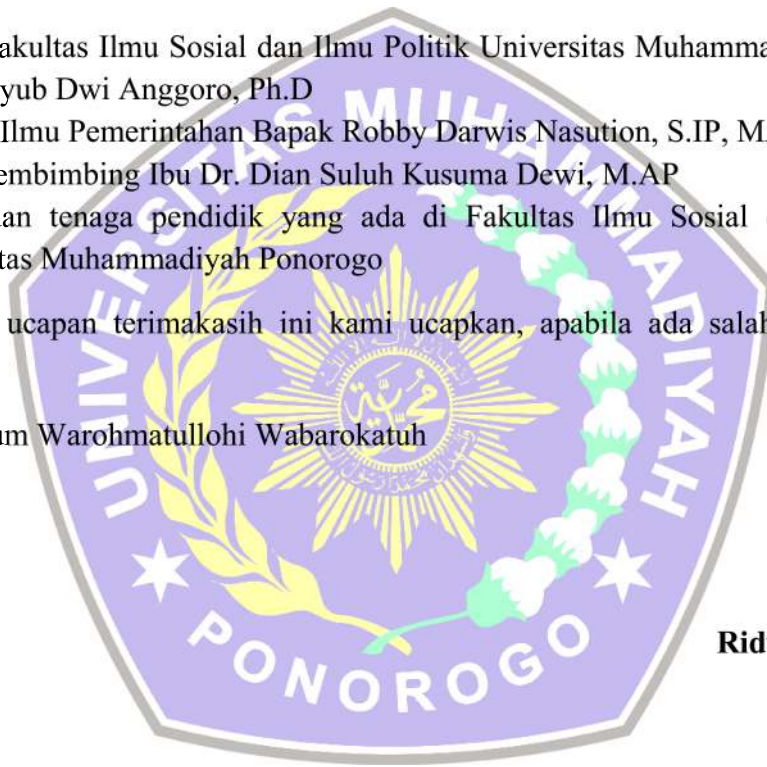 akultas Ilmu Sosial dan Ilmu Politik Universitas Muhamma
yub Dwi Anggoro, Ph.D
Ilmu Pemerintahan Bapak Robby Darwis Nasution, S.IP, M
embimbing Ibu Dr. Dian Suluh Kusuma Dewi, M.AP
an tenaga pendidik yang ada di Fakultas Ilmu Sosial
tas Muhammadiyah Ponorogo
ucapan terimakasih ini kami ucapkan, apabila ada salah
um Warohmatullohi Wabarokatuh
Rid
UNIVERSITAS MUHAMMADIYAH
PONOROGO
محمدية